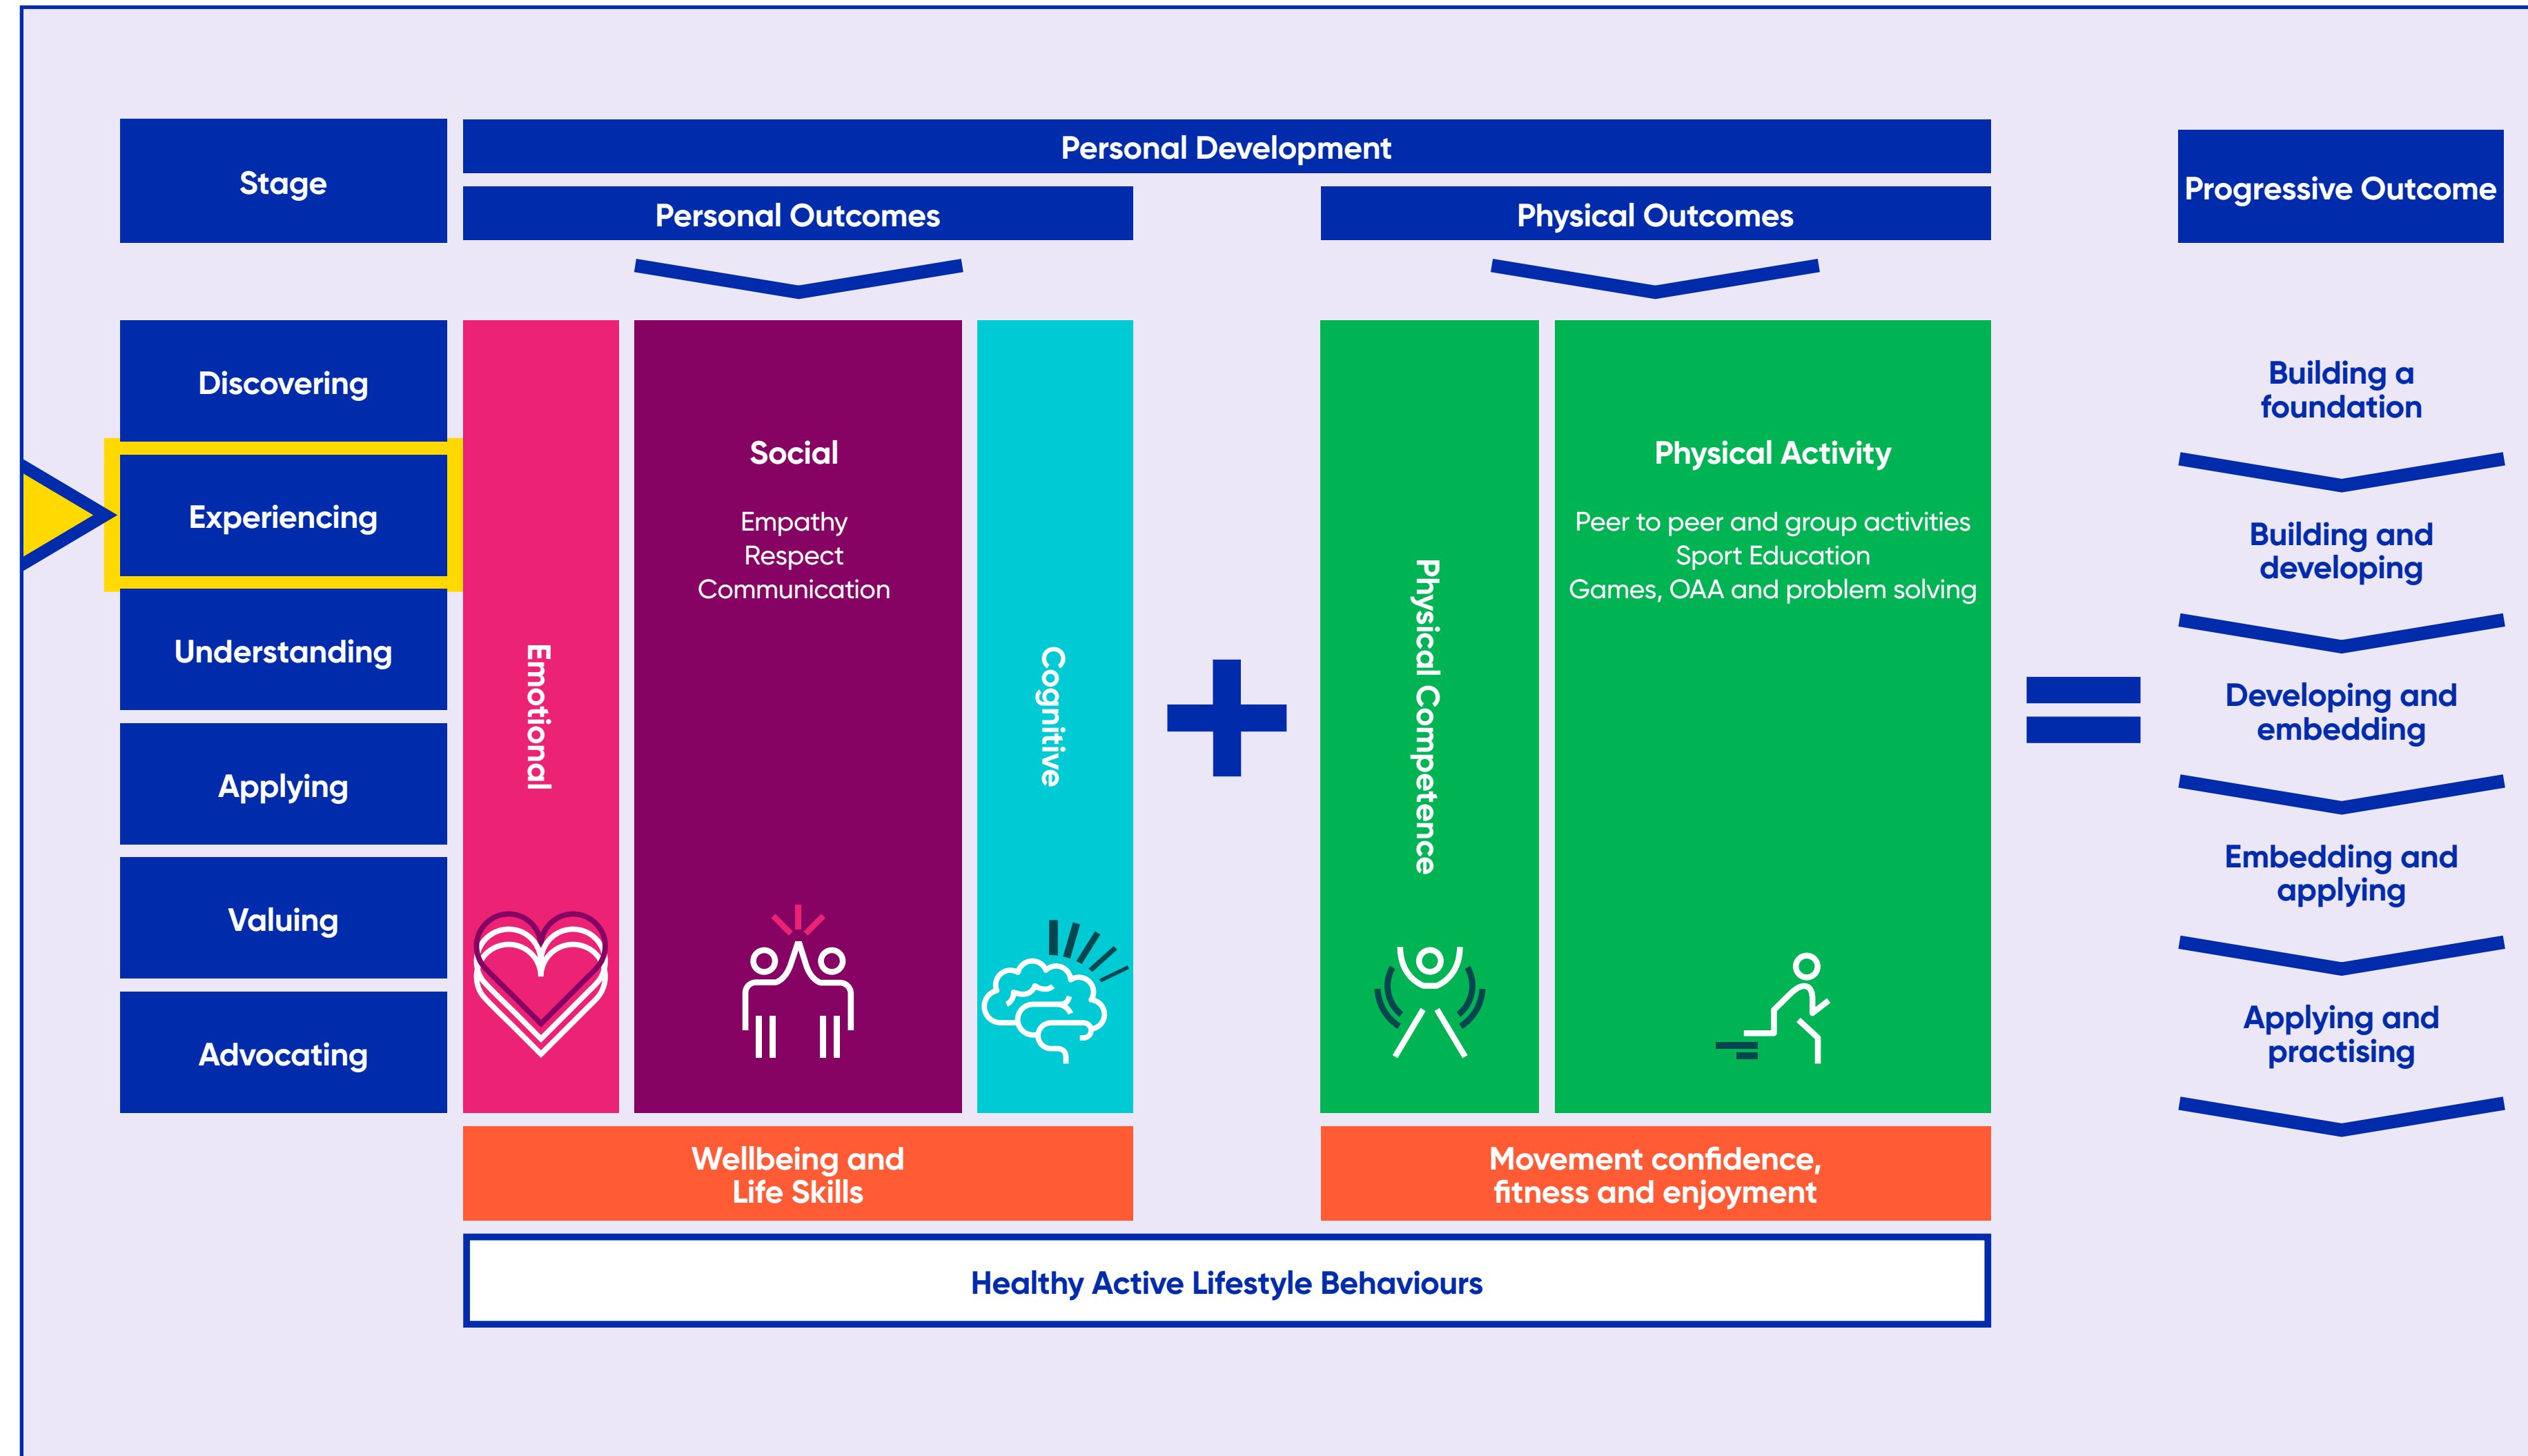 Stage
Personal Development
Personal Outcomes
Physical Outcomes
Progressive Outcome
Discovering
Experiencing
Understanding
Applying
Valuing
Advocating
Emotional
Social
Empathy
Respect
Communication
Cognitive
Physical Competence
Physical Activity
Peer to peer and group activities
Sport Education
Games, OAA and problem solving
Building a
foundation
Building and
developing
Developing and
embedding
Embedding and
applying
Applying and
practising
Wellbeing and
Life Skills
Movement confidence,
fitness and enjoyment
Healthy Active Lifestyle Behaviours